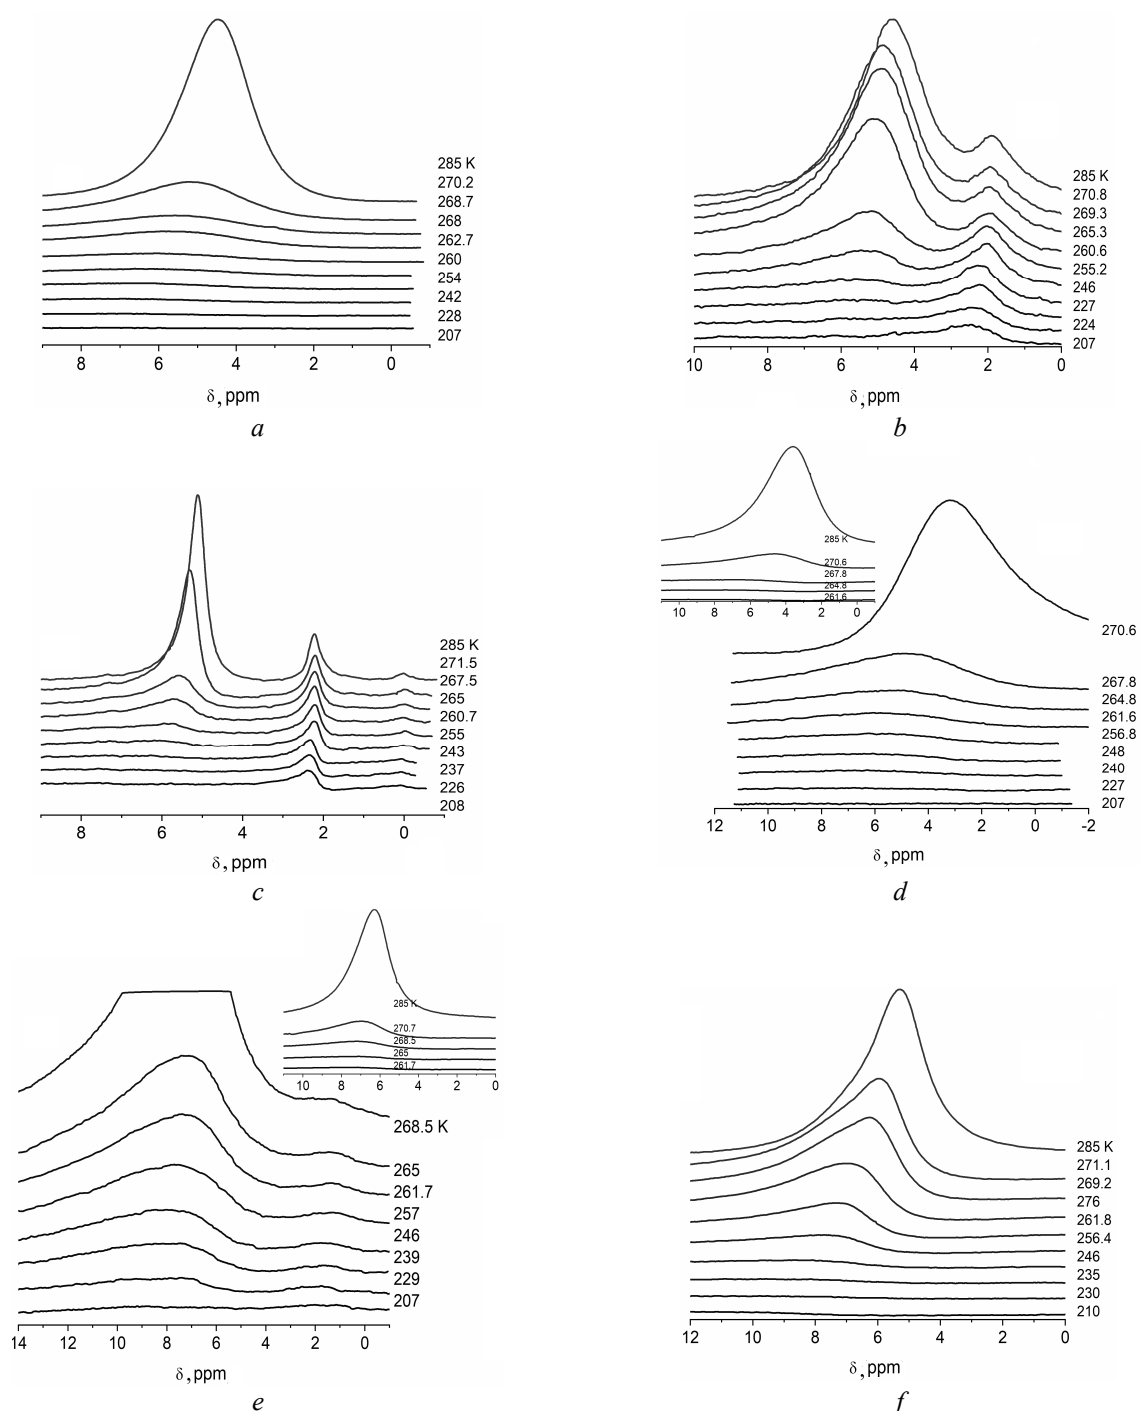 285 K
270.2
268.7
268
262.7
260
254
242
228
207
8 6 4 2 0
δ, ppm
a
285 K
270.8
269.3
265.3
260.6
255.2
246
227
224
207
10 8 6 4 2 0
δ, ppm
b
285 K
271.5
267.5
265
260.7
255
243
237
226
208
8 6 4 2 0
δ, ppm
c
285 K
270.6
267.8
264.8
261.6
10 8 6 4 2 0
270.6
267.8
264.8
261.6
256.8
248
240
227
207
12 10 8 6 4 2 0 -2
δ, ppm
d
285 K
270.7
268.5
265
261.7
10 8 6 4 2 0
268.5 K
265
261.7
257
246
239
229
207
14 12 10 8 6 4 2 0
δ, ppm
e
285 K
271.1
269.2
276
261.8
256.4
246
235
230
210
12 10 8 6 4 2 0
δ, ppm
f